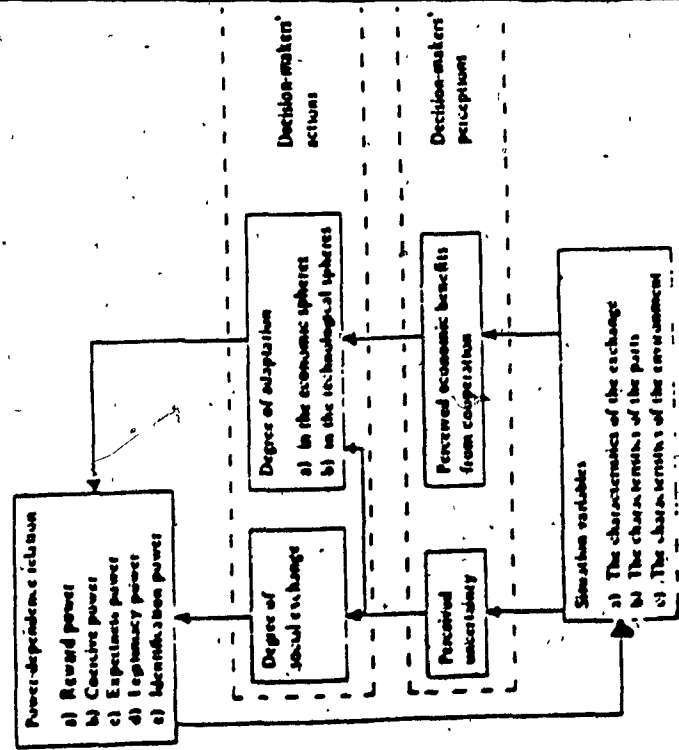 Power-dependence relation
a) Reward power
b) Coercive power
c) Expertness power
d) Legitimacy power
e) Identification power
Decision-makers'
actions
Degree of
social exchange
Degree of adaptation
a) in the economic spheres
b) in the technological spheres
Decision-makers'
perceptions
Perceived
uncertainty
Perceived economic benefits
from cooperation
Situation variables
a) The characteristics of the exchange
b) The characteristics of the parts
c) The characteristics of the environment